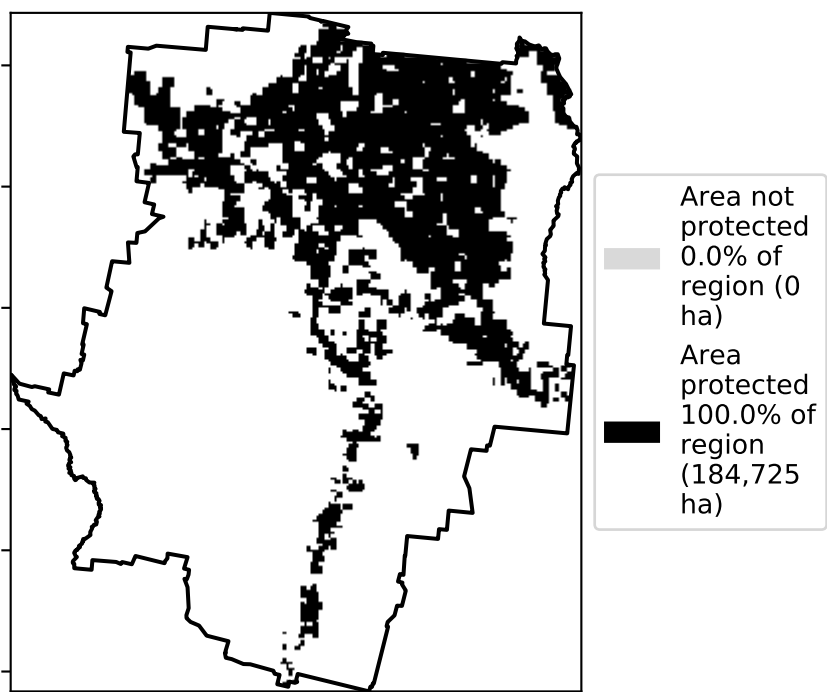 Area not
protected
0.0% of
region (0
ha)
Area
protected
100.0% of
region
(184,725
ha)